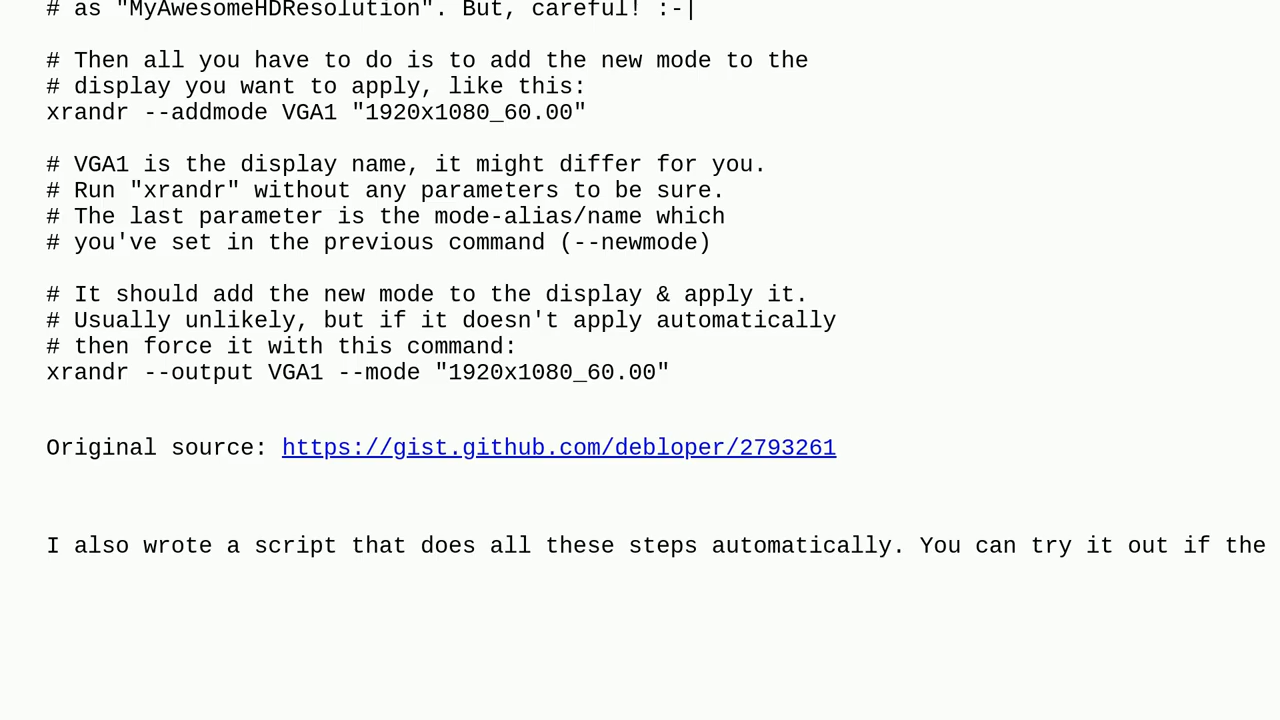 # as "MyAwesomeHDResolution". But, careful! :-|
# Then all you have to do is to add the new mode to the
# display you want to apply, like this:
xrandr --addmode VGA1 "1920x1080_60.00"
# VGA1 is the display name, it might differ for you.
# Run "xrandr" without any parameters to be sure.
# The last parameter is the mode-alias/name which
# you've set in the previous command (--newmode)
# It should add the new mode to the display & apply it.
# Usually unlikely, but if it doesn't apply automatically
# then force it with this command:
xrandr --output VGA1 --mode "1920x1080_60.00"
Original source: https://gist.github.com/debloper/2793261
I also wrote a script that does all these steps automatically. You can try it out if the